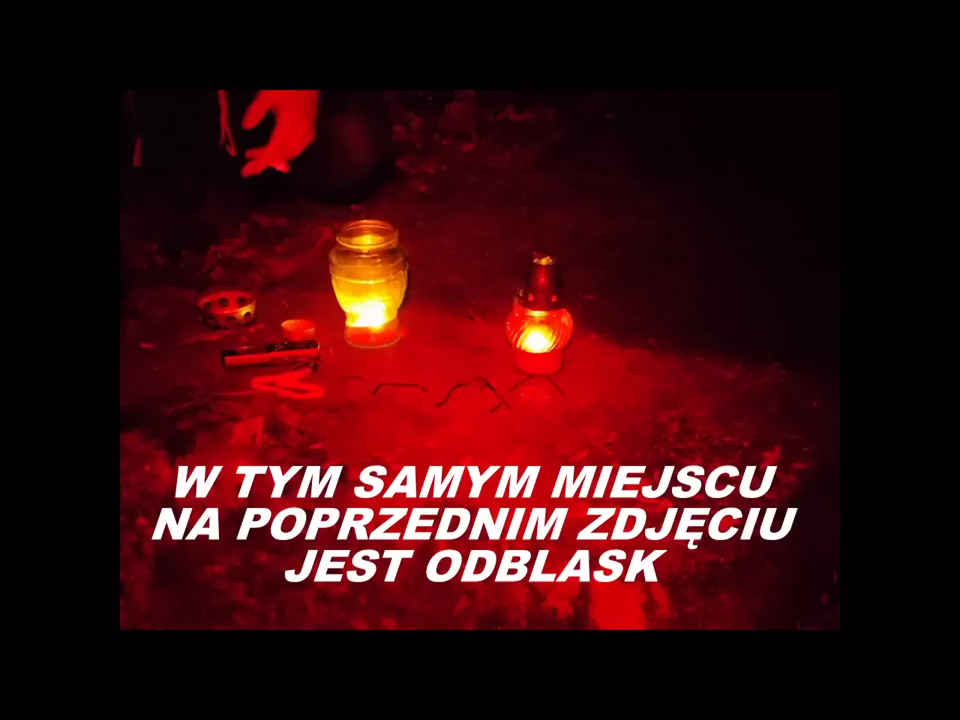 W TYM SAMYM MIEJSCU
NA POPRZEDNIM ZDJĘCIU
JEST ODBLASK